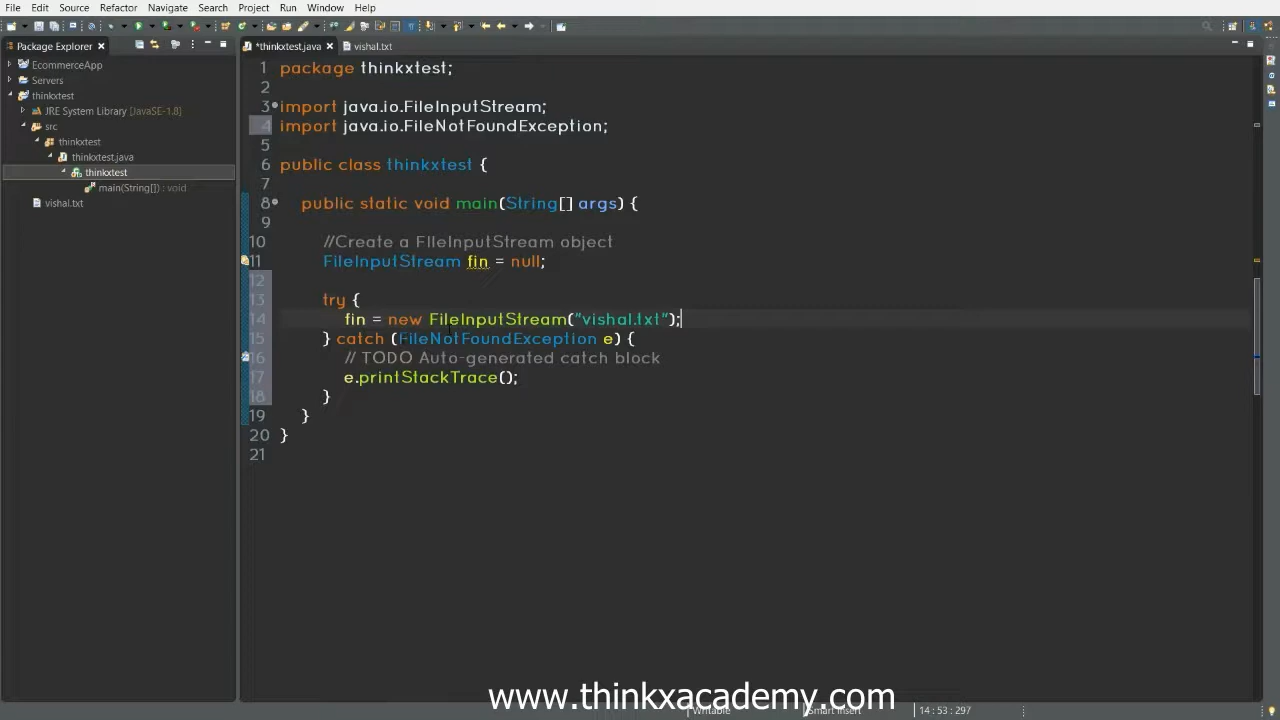 File Edit Source Refactor Navigate Search Project Run Window Help
Package Explorer
*thinkxtest.java
vishal.txt
EcommerceApp
Servers
thinkxtest
JRE System Library [JavaSE-1.8]
src
thinkxtest
thinkxtest.java
thinkxtest
main(String[]) : void
vishal.txt
1 package thinkxtest;
2
3 import java.io.FileInputStream;
4 import java.io.FileNotFoundException;
5
6 public class thinkxtest {
7
8 public static void main(String[] args) {
9
10 //Create a FIleInputStream object
11 FileInputStream fin = null;
12
13 try {
14 fin = new FileInputStream("vishal.txt");
15 } catch (FileNotFoundException e) {
16 // TODO Auto-generated catch block
17 e.printStackTrace();
18 }
19 }
20 }
21
www.thinkxacademy.com
Writable
Smart Insert
14 : 53 : 297